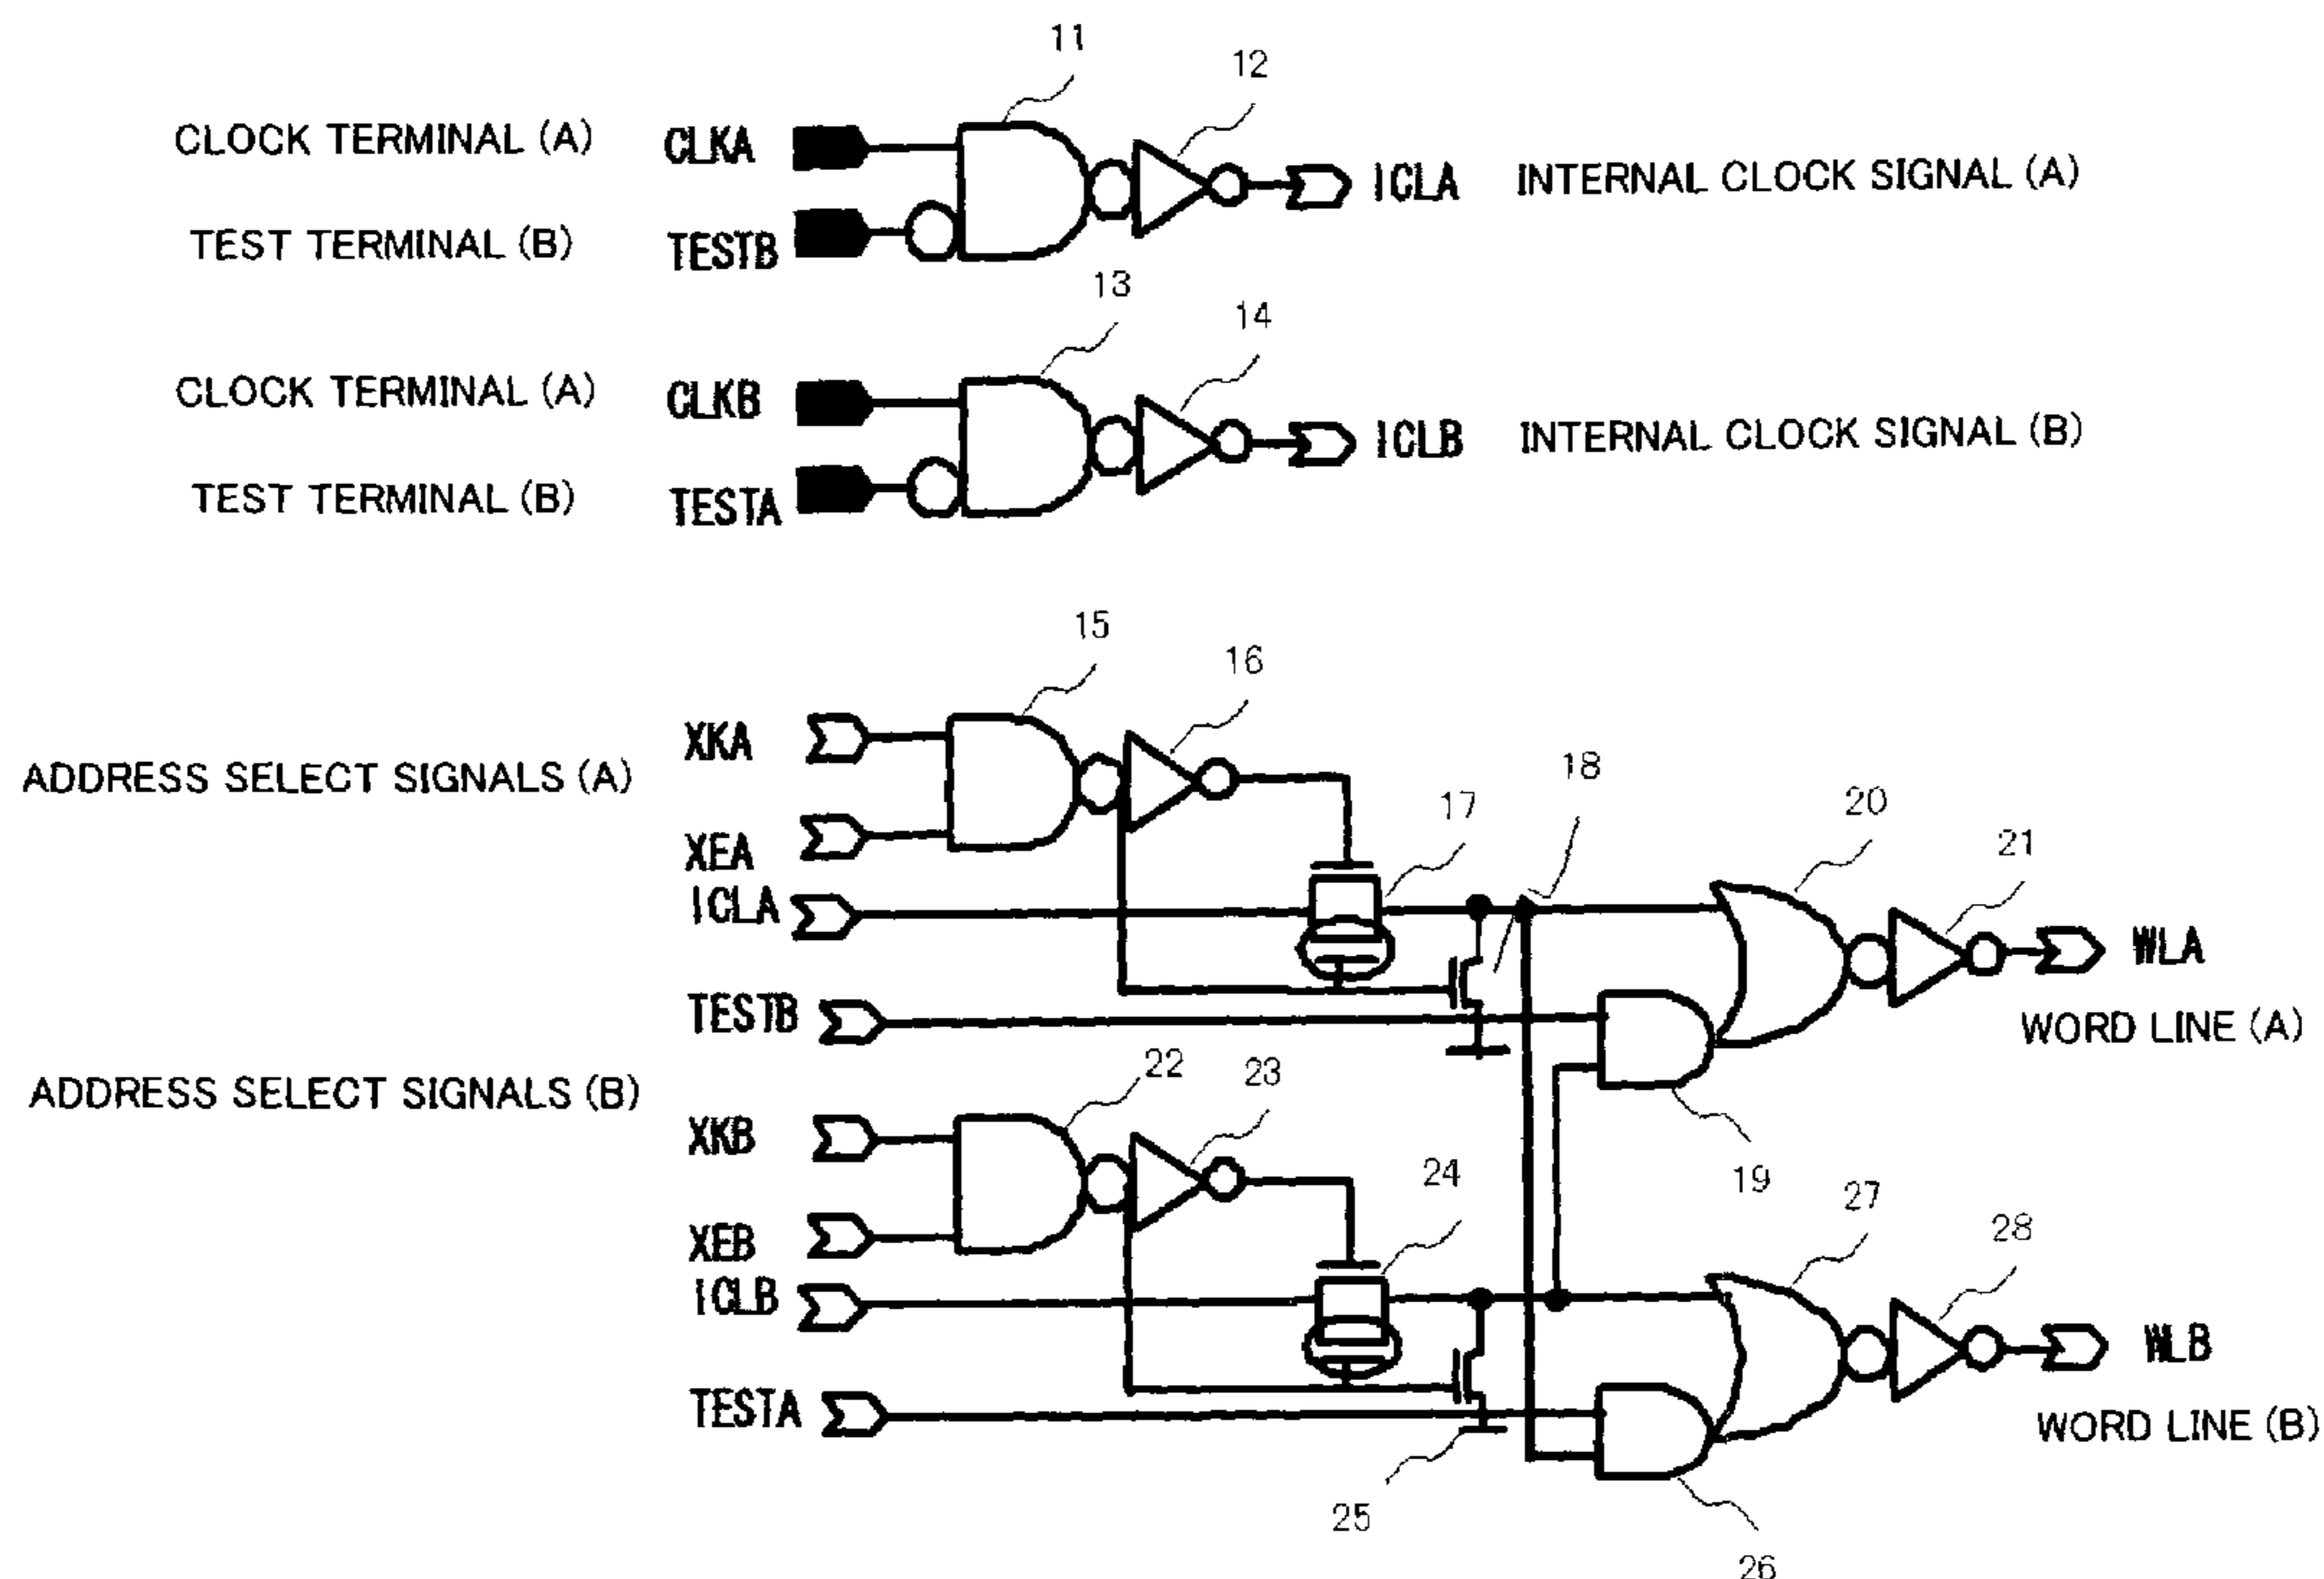 11
12
CLOCK TERMINAL (A) CLKA
ICLA INTERNAL CLOCK SIGNAL (A)
TEST TERMINAL (B) TESTB
13
14
CLOCK TERMINAL (A) CLKB
ICLB INTERNAL CLOCK SIGNAL (B)
TEST TERMINAL (B) TESTA
15
16
XKA
ADDRESS SELECT SIGNALS (A)
17
18
20
21
XEA
ICLA
WLA
TESTB
WORD LINE (A)
ADDRESS SELECT SIGNALS (B)
22
23
XKB
24
19
27
28
XEB
ICLB
WLB
TESTA
WORD LINE (B)
25
26